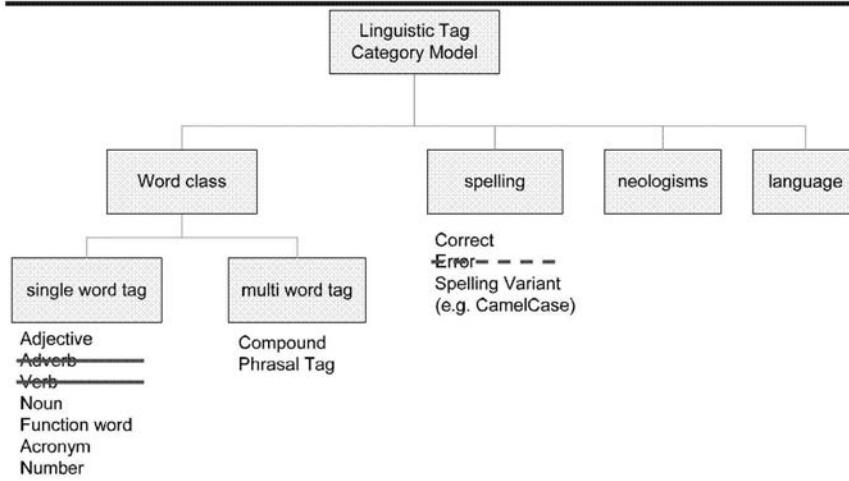 Linguistic Tag
Category Model
Word class
spelling
neologisms
language
single word tag
multi word tag
Correct
Error
Spelling Variant
(e.g. CamelCase)
Adjective
Adverb
Verb
Noun
Function word
Acronym
Number
Compound
Phrasal Tag